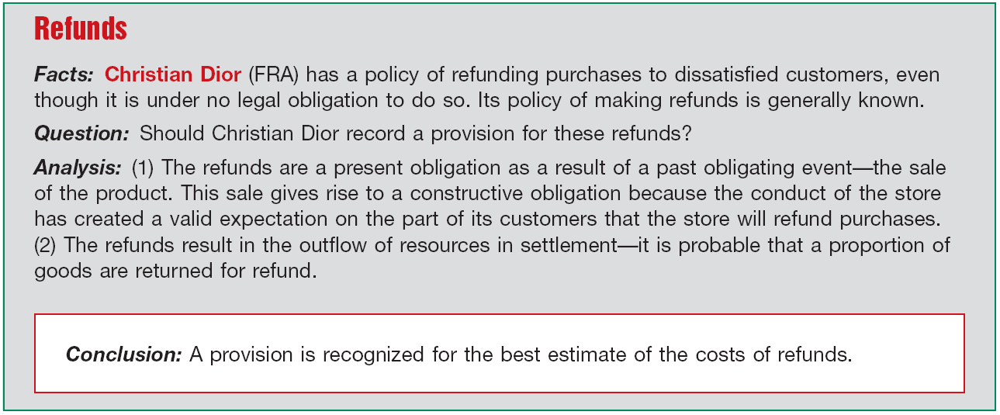 Refunds
Facts: Christian Dior (FRA) has a policy of refunding purchases to dissatisfied customers, even
though it is under no legal obligation to do so. Its policy of making refunds is generally known.
Question: Should Christian Dior record a provision for these refunds?
Analysis: (1) The refunds are a present obligation as a result of a past obligating event—the sale
of the product. This sale gives rise to a constructive obligation because the conduct of the store
has created a valid expectation on the part of its customers that the store will refund purchases.
(2) The refunds result in the outflow of resources in settlement—it is probable that a proportion of
goods are returned for refund.
Conclusion: A provision is recognized for the best estimate of the costs of refunds.